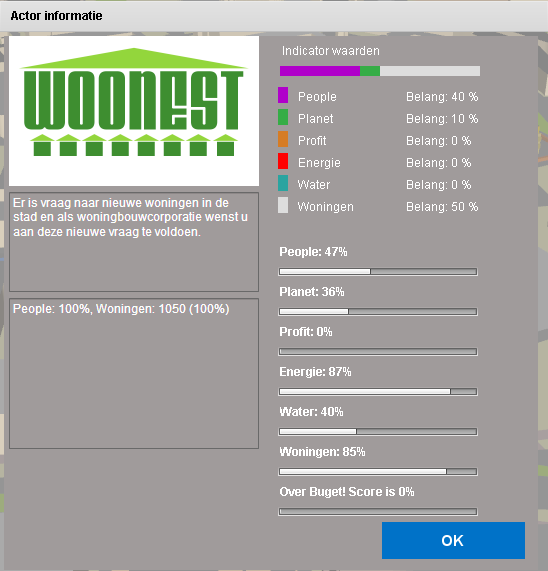 Actor informatie
WOONEST
Er is vraag naar nieuwe woningen in de
stad en als woningbouwcorporatie wenst u
aan deze nieuwe vraag te voldoen.
People: 100%, Woningen: 1050 (100%)
Indicator waarden
People Belang: 40 %
Planet Belang: 10 %
Profit Belang: 0 %
Energie Belang: 0 %
Water Belang: 0 %
Woningen Belang: 50 %
People: 47%
Planet: 36%
Profit: 0%
Energie: 87%
Water: 40%
Woningen: 85%
Over Buget! Score is 0%
OK